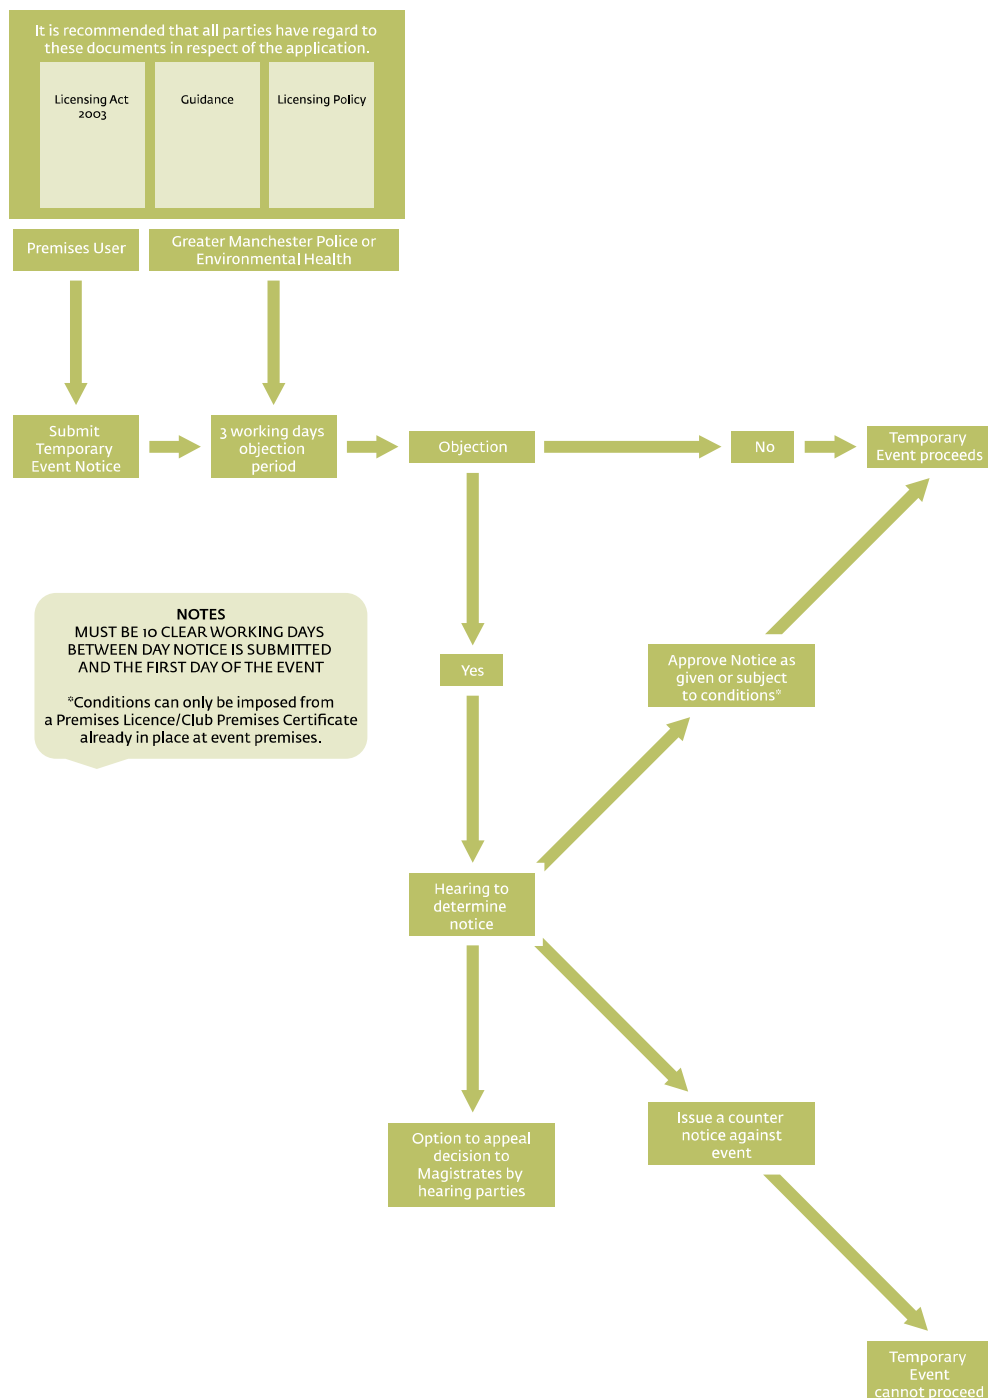 It is recommended that all parties have regard to
these documents in respect of the application.
Licensing Act
2003
Guidance
Licensing Policy
Premises User
Greater Manchester Police or
Environmental Health
Submit
Temporary
Event Notice
3 working days
objection
period
Objection
No
Temporary
Event proceeds
NOTES
MUST BE 10 CLEAR WORKING DAYS
BETWEEN DAY NOTICE IS SUBMITTED
AND THE FIRST DAY OF THE EVENT
*Conditions can only be imposed from
a Premises Licence/Club Premises Certificate
already in place at event premises.
Yes
Approve Notice as
given or subject
to conditions*
Hearing to
determine
notice
Option to appeal
decision to
Magistrates by
hearing parties
Issue a counter
notice against
event
Temporary
Event
cannot proceed